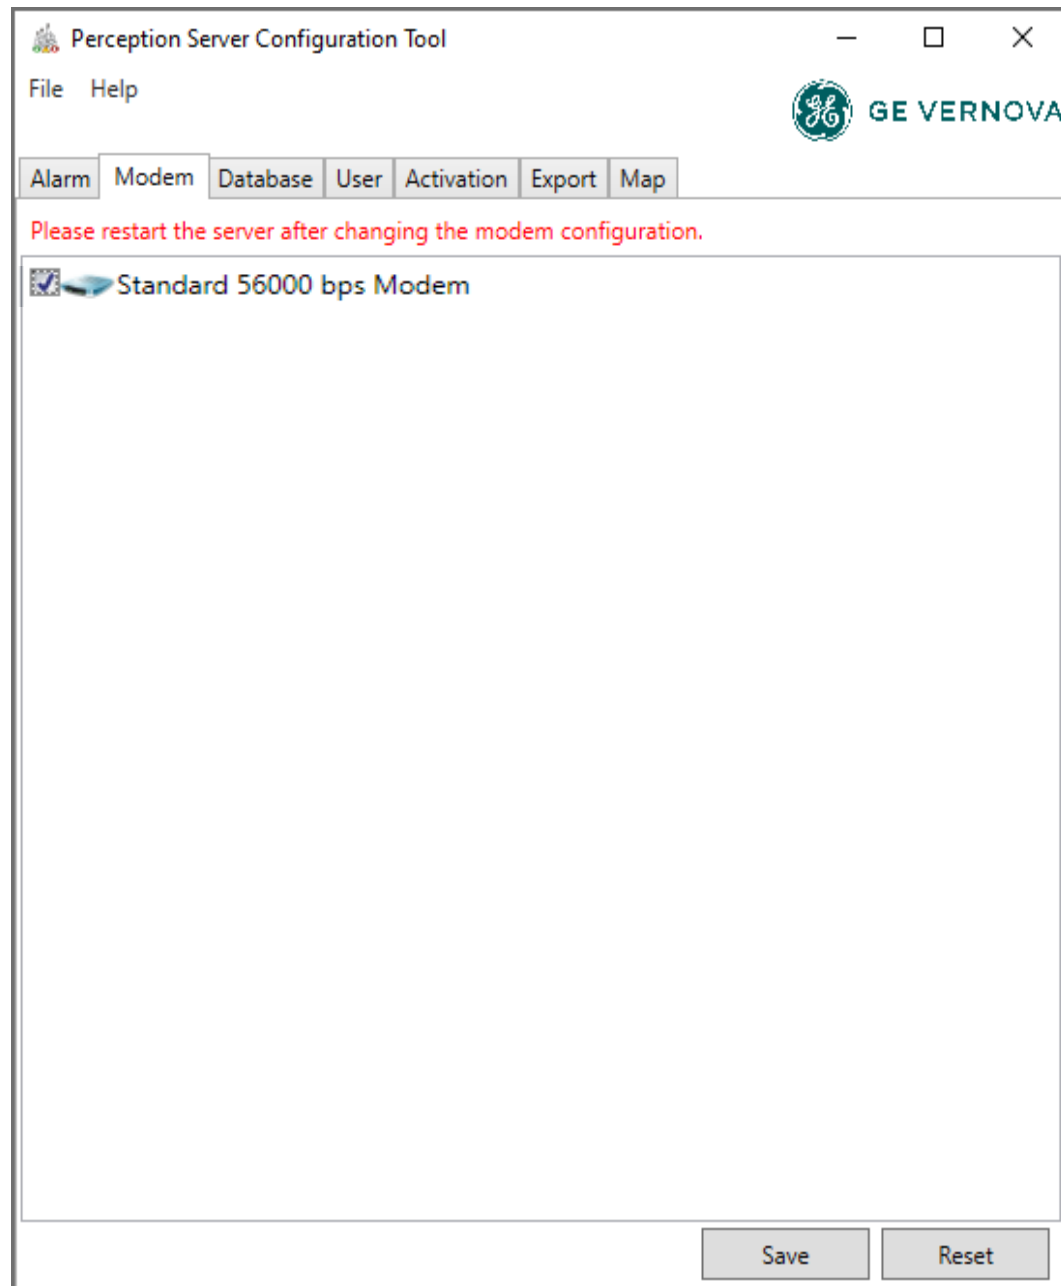 Perception Server Configuration Tool
File Help
GE VERNOVA
Alarm Modem Database User Activation Export Map
Please restart the server after changing the modem configuration.
Standard 56000 bps Modem
Save Reset